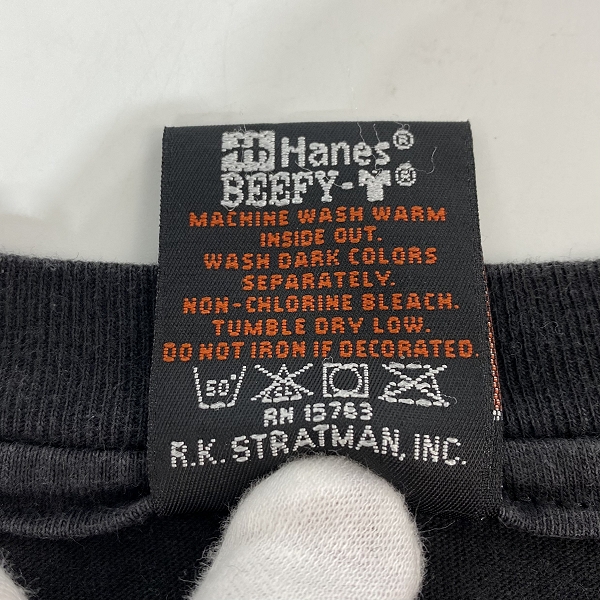 Hanes®
BEEFY-T®
MACHINE WASH WARM
INSIDE OUT.
WASH DARK COLORS
SEPARATELY.
NON-CHLORINE BLEACH.
TUMBLE DRY LOW.
DO NOT IRON IF DECORATED.
50°
RN 15763
R.K. STRATMAN, INC.